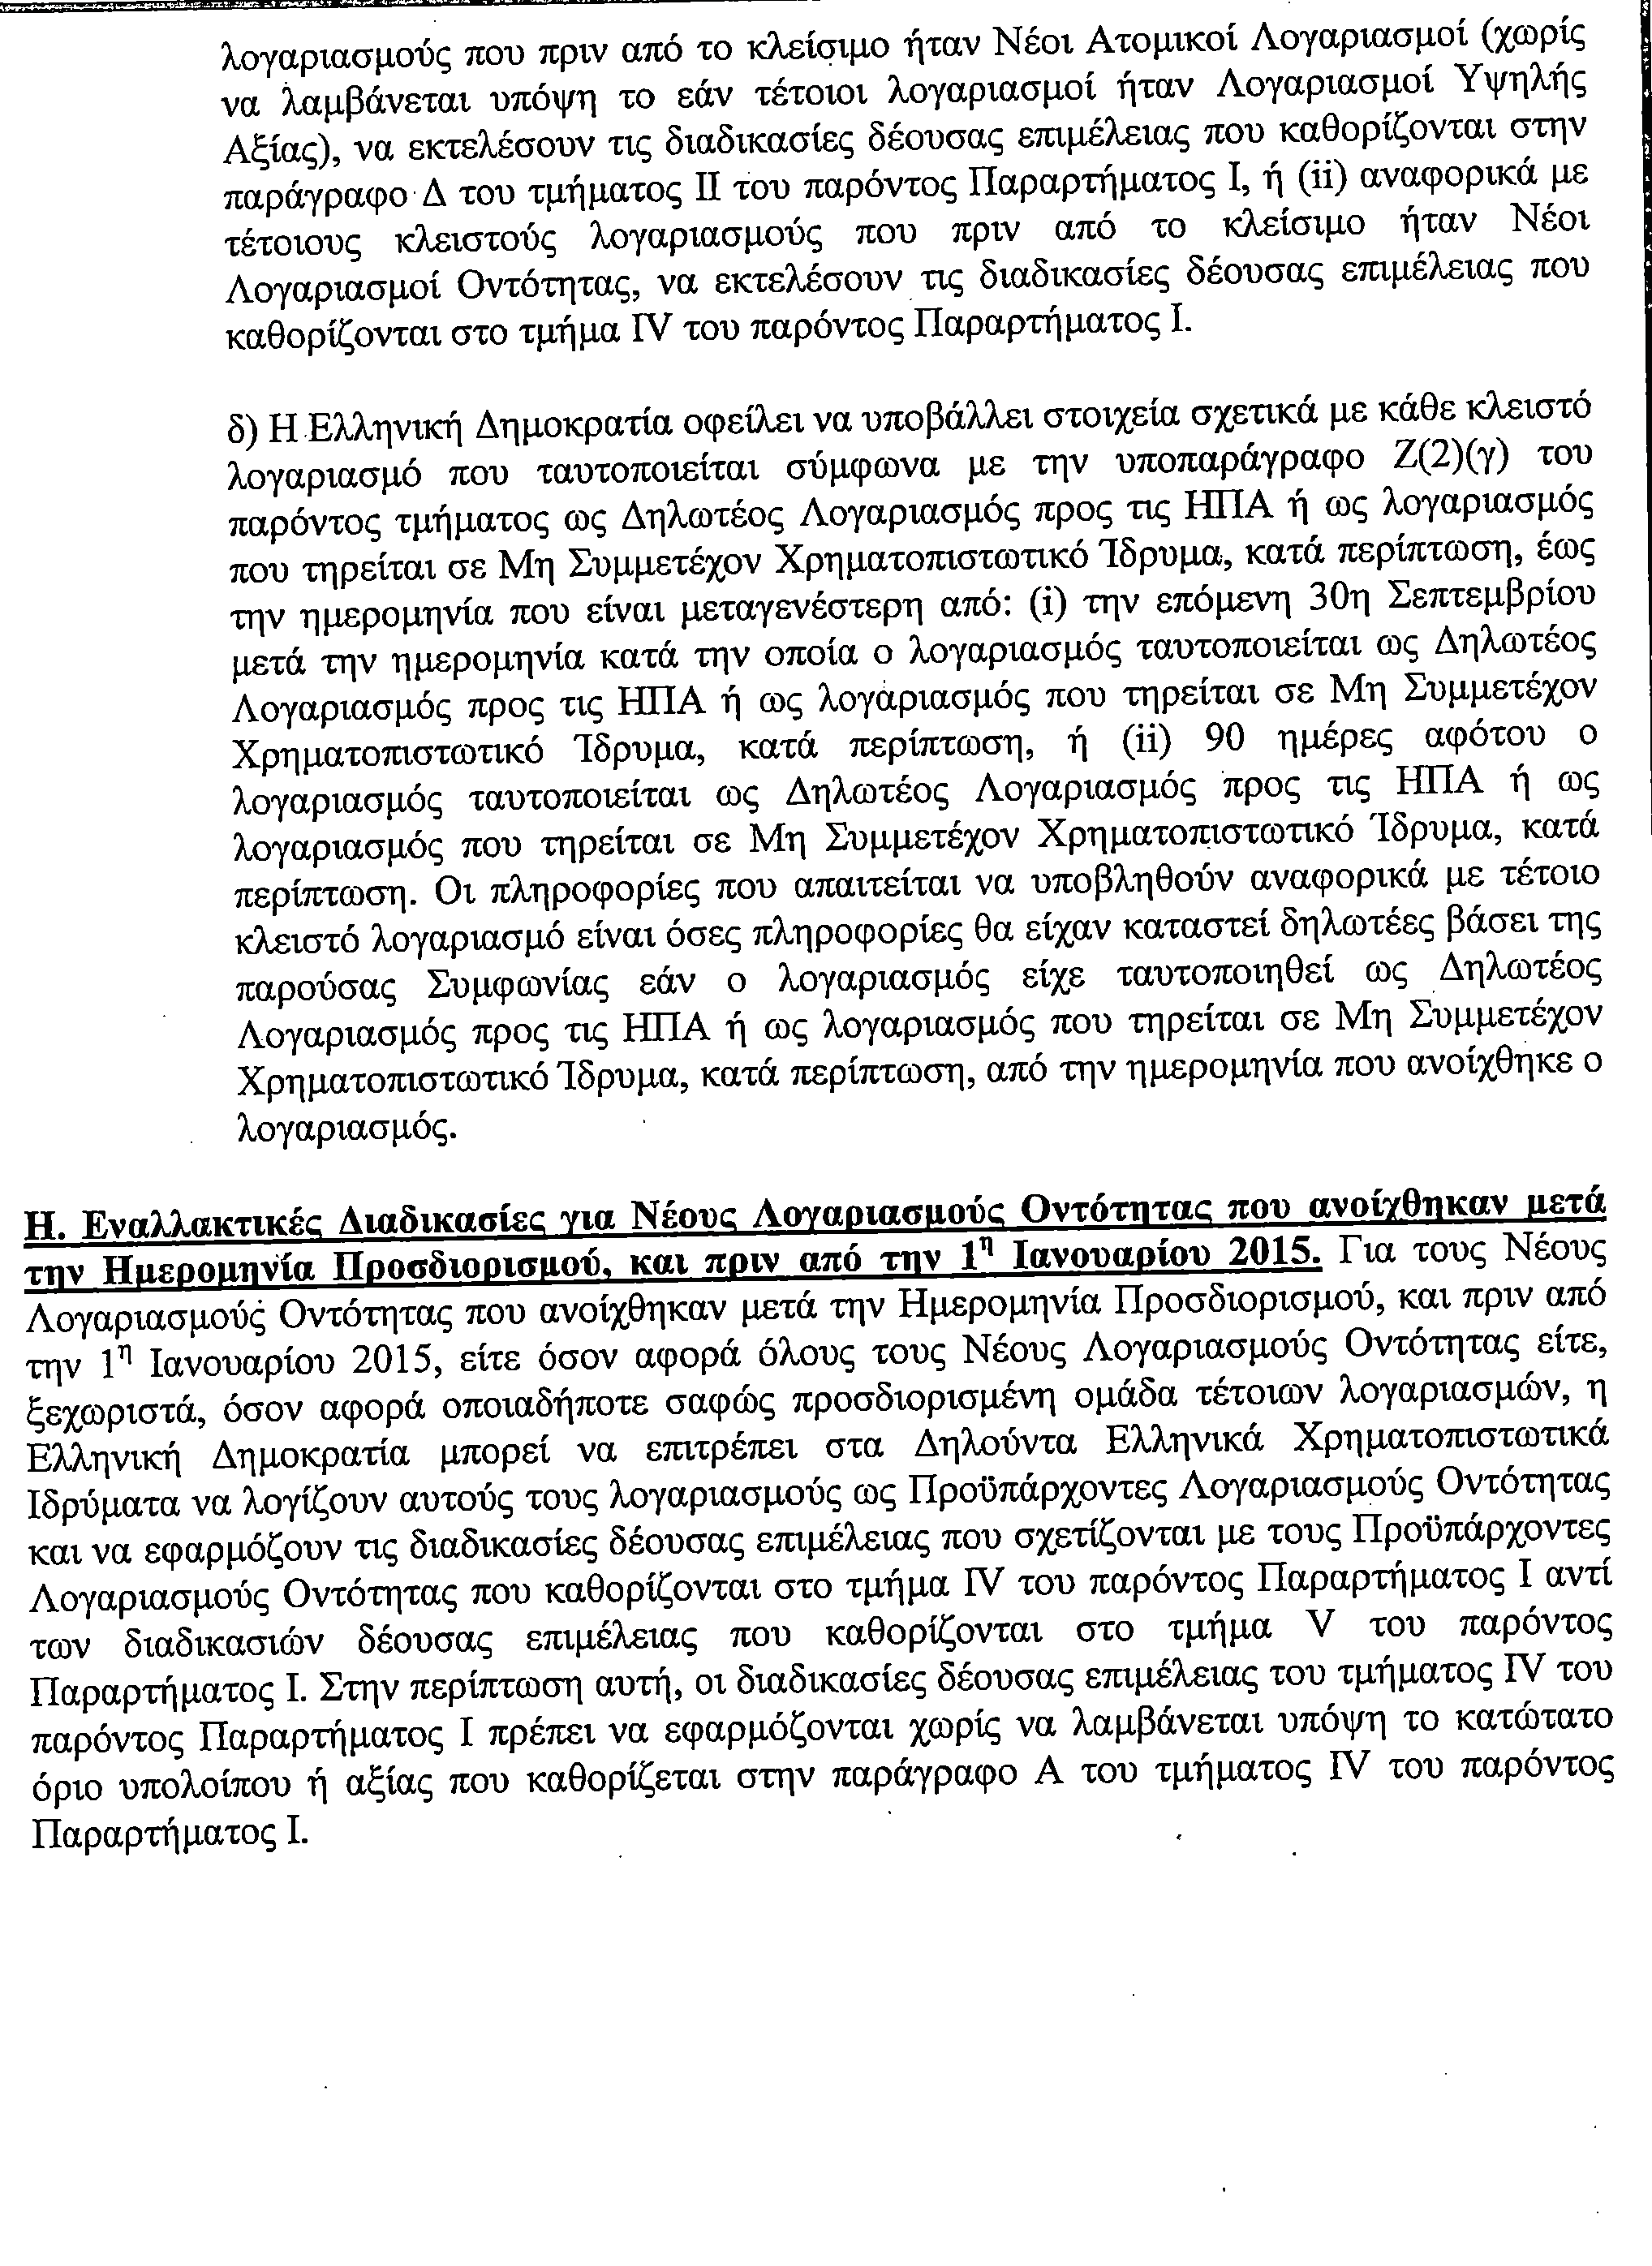 λογαριασμούς που πριν από το κλείσιμο ήταν Νέοι Ατομικοί Λογαριασμοί (χωρίς
να λαμβάνεται υπόψη το εάν τέτοιοι λογαριασμοί ήταν Λογαριασμοί Υψηλής
Αξίας), να εκτελέσουν τις διαδικασίες δέουσας επιμέλειας που καθορίζονται στην
παράγραφο Δ του τμήματος ΙΙ του παρόντος Παραρτήματος Ι, ή (ii) αναφορικά με
τέτοιους κλειστούς λογαριασμούς που πριν από το κλείσιμο ήταν Νέοι
Λογαριασμοί Οντότητας, να εκτελέσουν τις διαδικασίες δέουσας επιμέλειας που
καθορίζονται στο τμήμα IV του παρόντος Παραρτήματος Ι.
δ) Η Ελληνική Δημοκρατία οφείλει να υποβάλλει στοιχεία σχετικά με κάθε κλειστό
λογαριασμό που ταυτοποιείται σύμφωνα με την υποπαράγραφο Ζ(2)(γ) του
παρόντος τμήματος ως Δηλωτέος Λογαριασμός προς τις ΗΠΑ ή ως λογαριασμός
που τηρείται σε Μη Συμμετέχον Χρηματοπιστωτικό Ίδρυμα, κατά περίπτωση, έως
την ημερομηνία που είναι μεταγενέστερη από: (i) την επόμενη 30η Σεπτεμβρίου
μετά την ημερομηνία κατά την οποία ο λογαριασμός ταυτοποιείται ως Δηλωτέος
Λογαριασμός προς τις ΗΠΑ ή ως λογαριασμός που τηρείται σε Μη Συμμετέχον
Χρηματοπιστωτικό Ίδρυμα, κατά περίπτωση, ή (ii) 90 ημέρες αφότου ο
λογαριασμός ταυτοποιείται ως Δηλωτέος Λογαριασμός προς τις ΗΠΑ ή ως
λογαριασμός που τηρείται σε Μη Συμμετέχον Χρηματοπιστωτικό Ίδρυμα, κατά
περίπτωση. Οι πληροφορίες που απαιτείται να υποβληθούν αναφορικά με τέτοιο
κλειστό λογαριασμό είναι όσες πληροφορίες θα είχαν καταστεί δηλωτέες βάσει της
παρούσας Συμφωνίας εάν ο λογαριασμός είχε ταυτοποιηθεί ως Δηλωτέος
Λογαριασμός προς τις ΗΠΑ ή ως λογαριασμός που τηρείται σε Μη Συμμετέχον
Χρηματοπιστωτικό Ίδρυμα, κατά περίπτωση, από την ημερομηνία που ανοίχθηκε ο
λογαριασμός.
Η. Εναλλακτικές Διαδικασίες για Νέους Λογαριασμούς Οντότητας που ανοίχθηκαν μετά
την Ημερομηνία Προσδιορισμού, και πριν από την 1η Ιανουαρίου 2015. Για τους Νέους
Λογαριασμούς Οντότητας που ανοίχθηκαν μετά την Ημερομηνία Προσδιορισμού, και πριν από
την 1η Ιανουαρίου 2015, είτε όσον αφορά όλους τους Νέους Λογαριασμούς Οντότητας είτε,
ξεχωριστά, όσον αφορά οποιαδήποτε σαφώς προσδιορισμένη ομάδα τέτοιων λογαριασμών, η
Ελληνική Δημοκρατία μπορεί να επιτρέπει στα Δηλούντα Ελληνικά Χρηματοπιστωτικά
Ιδρύματα να λογίζουν αυτούς τους λογαριασμούς ως Προϋπάρχοντες Λογαριασμούς Οντότητας
και να εφαρμόζουν τις διαδικασίες δέουσας επιμέλειας που σχετίζονται με τους Προϋπάρχοντες
Λογαριασμούς Οντότητας που καθορίζονται στο τμήμα IV του παρόντος Παραρτήματος Ι αντί
των διαδικασιών δέουσας επιμέλειας που καθορίζονται στο τμήμα V του παρόντος
Παραρτήματος Ι. Στην περίπτωση αυτή, οι διαδικασίες δέουσας επιμέλειας του τμήματος IV του
παρόντος Παραρτήματος Ι πρέπει να εφαρμόζονται χωρίς να λαμβάνεται υπόψη το κατώτατο
όριο υπολοίπου ή αξίας που καθορίζεται στην παράγραφο Α του τμήματος IV του παρόντος
Παραρτήματος Ι.